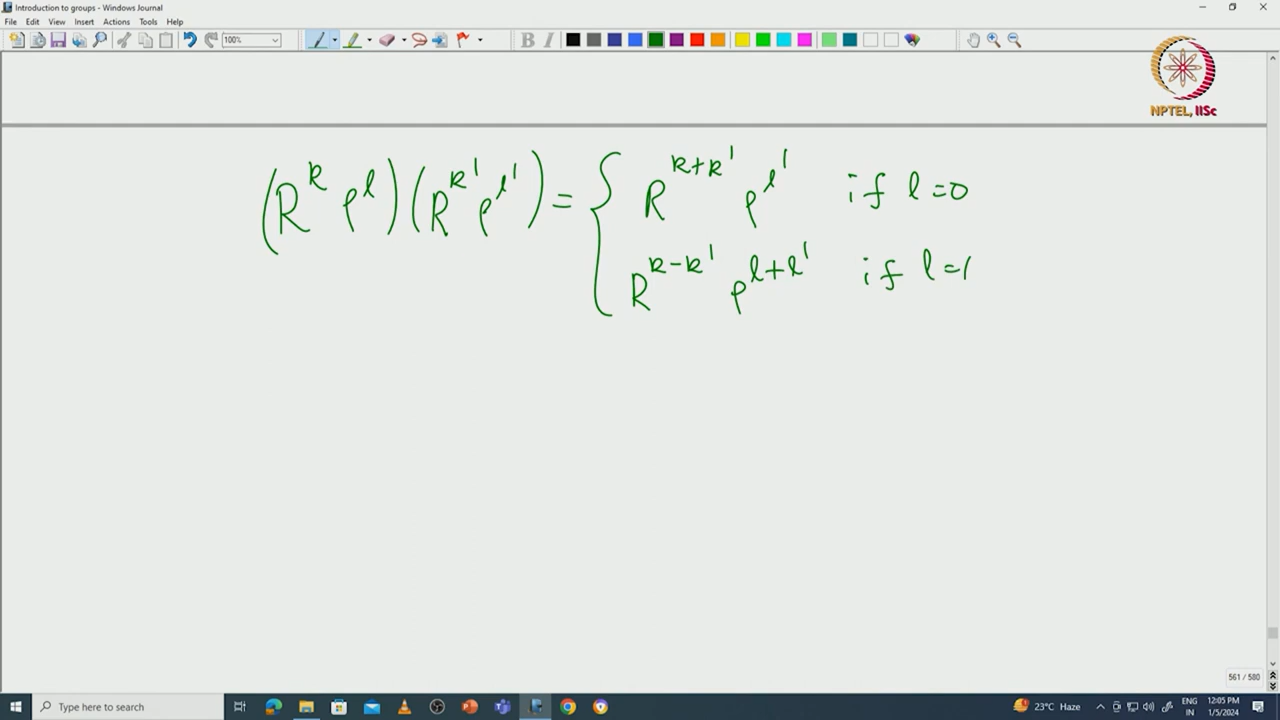 Introduction to groups - Windows Journal
File Edit View Insert Actions Tools Help
100%
NPTEL, IISc
(R^k ρ^l)(R^k' ρ^l') = { R^k+k' ρ^l' if l=0
R^k-k' ρ^l+l' if l=1
561 / 580
Type here to search
23°C Haze
ENG
IN
12:05 PM
1/5/2024